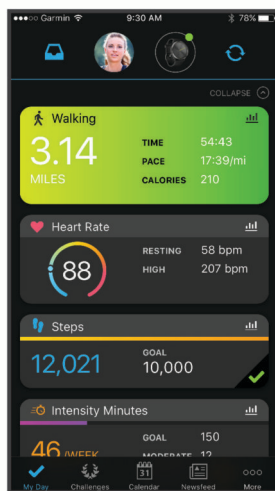 ●●●○○ Garmin 9:30 AM 78%
COLLAPSE
Walking
3.14
MILES
TIME 54:43
PACE 17:39/mi
CALORIES 210
Heart Rate
88
RESTING 58 bpm
HIGH 207 bpm
Steps
12,021
GOAL
10,000
Intensity Minutes
46/WEEK
GOAL 150
MODERATE 12
31
My Day Challenges Calendar Newsfeed More